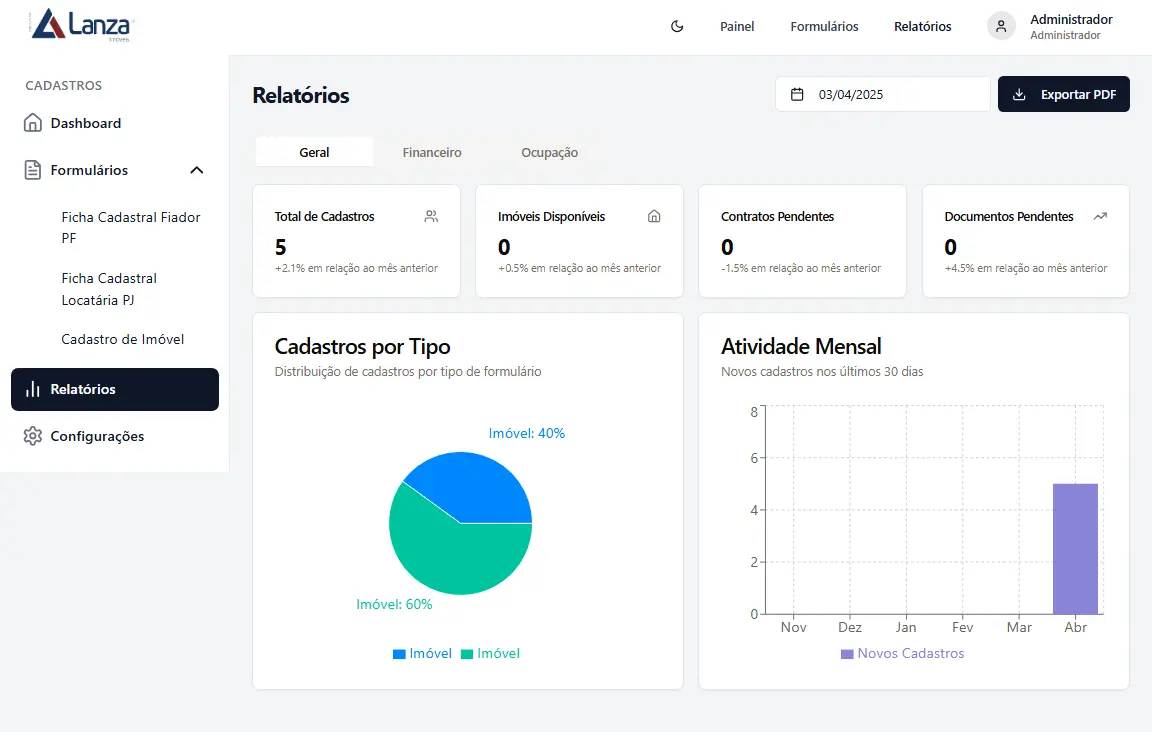 Lanza
Painel
Formulários
Relatórios
Administrador
Administrador
CADASTROS
Dashboard
Formulários
Ficha Cadastral Fiador
PF
Ficha Cadastral
Locatária PJ
Cadastro de Imóvel
Relatórios
Configurações
Relatórios
03/04/2025
Exportar PDF
Geral
Financeiro
Ocupação
Total de Cadastros
5
+2.1% em relação ao mês anterior
Imóveis Disponíveis
0
+0.5% em relação ao mês anterior
Contratos Pendentes
0
-1.5% em relação ao mês anterior
Documentos Pendentes
0
+4.5% em relação ao mês anterior
Cadastros por Tipo
Distribuição de cadastros por tipo de formulário
Imóvel: 40%
Imóvel: 60%
Imóvel
Imóvel
Atividade Mensal
Novos cadastros nos últimos 30 dias
8
6
4
2
0
Nov
Dez
Jan
Fev
Mar
Abr
Novos Cadastros